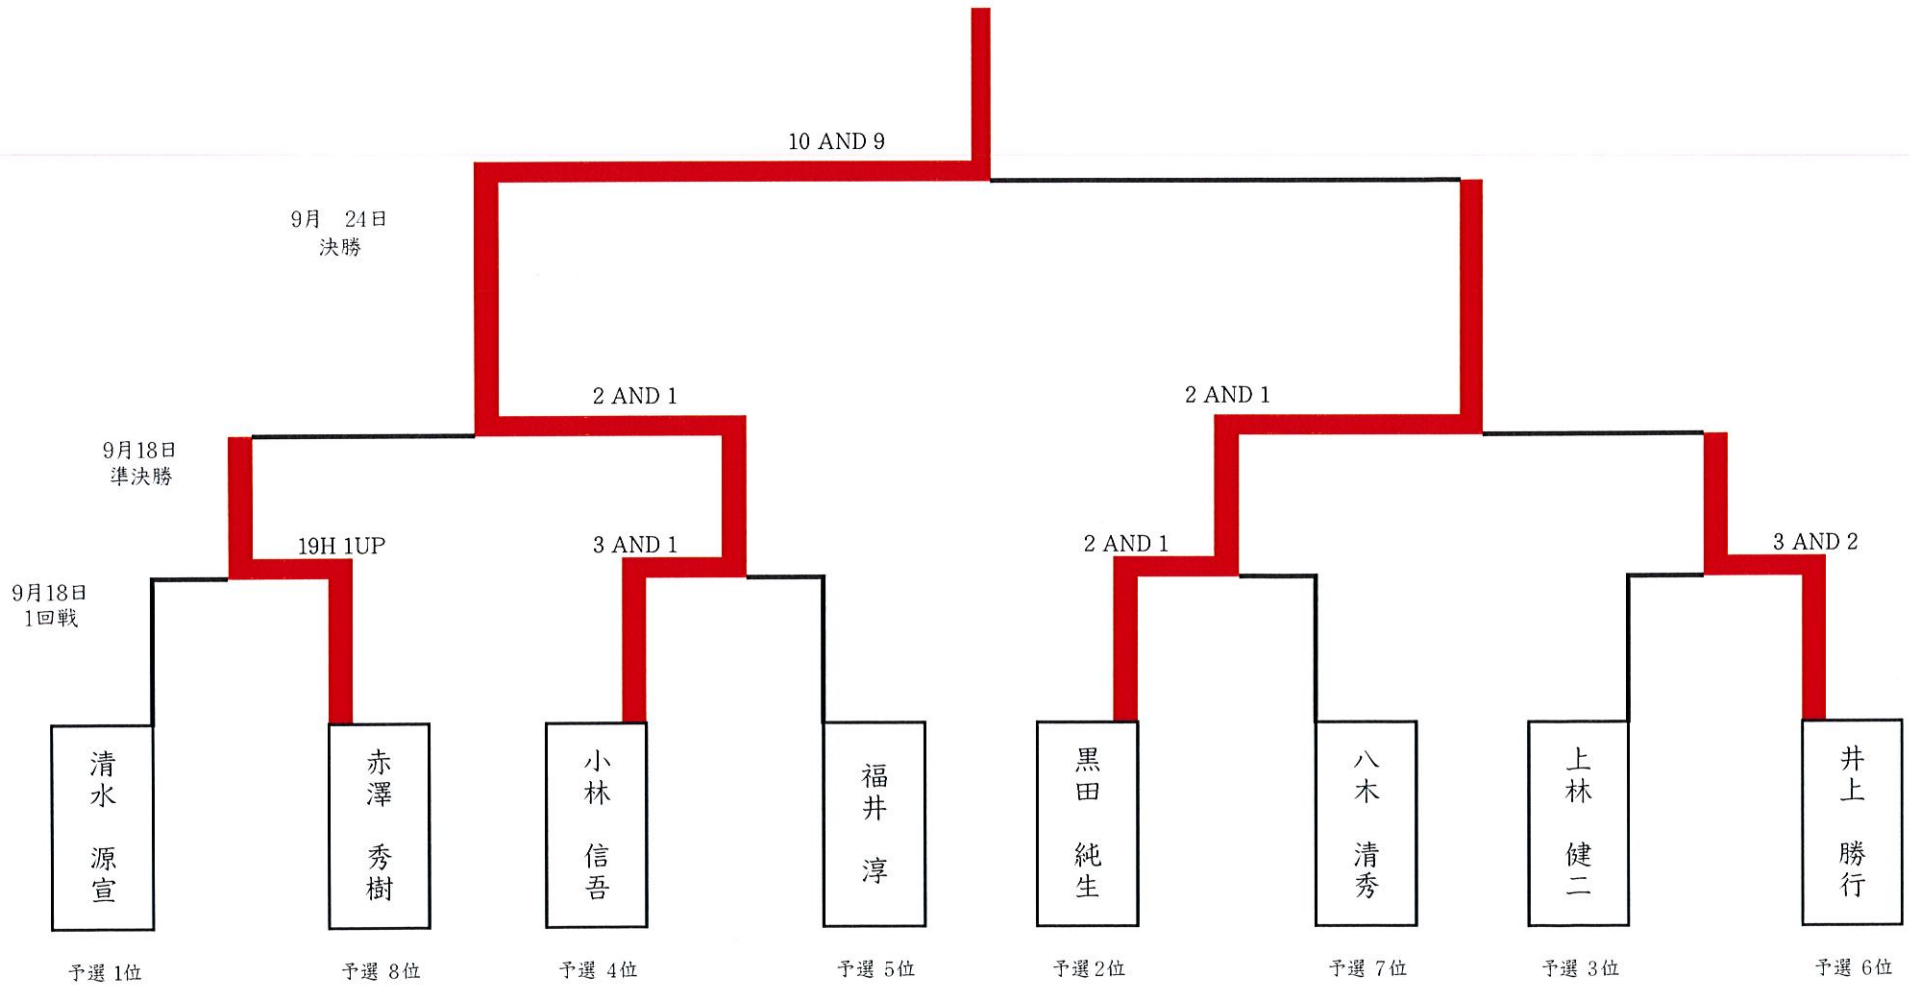 10 AND 9
9月 24日
決勝
2 AND 1
2 AND 1
9月18日
準決勝
19H 1UP
3 AND 1
2 AND 1
3 AND 2
9月18日
1回戦
清水 源宣
赤澤 秀樹
小林 信吾
福井 淳
黒田 純生
八木 清秀
上林 健二
井上 勝行
予選 1位
予選 8位
予選 4位
予選 5位
予選 2位
予選 7位
予選 3位
予選 6位